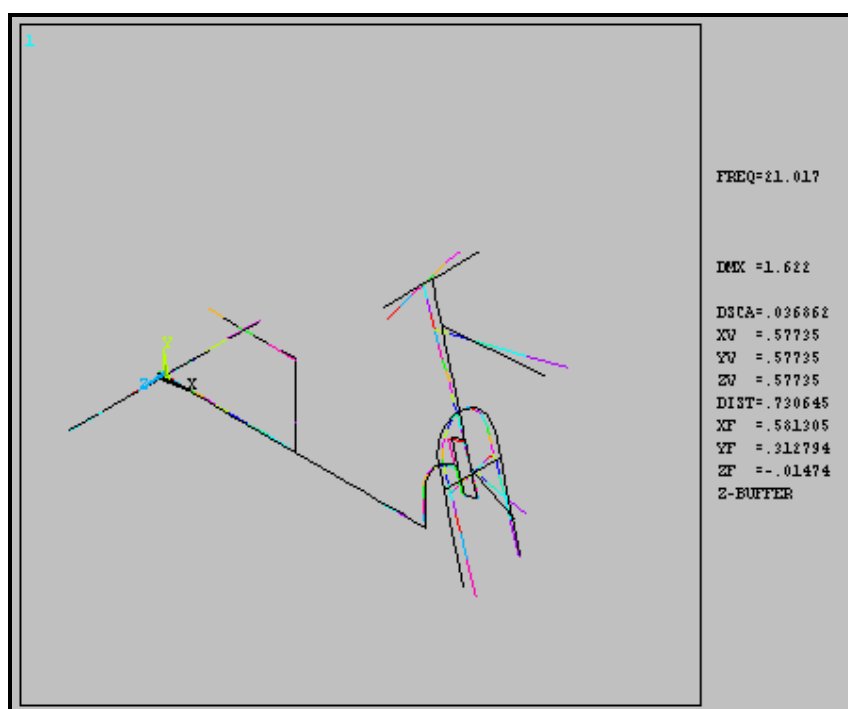 1
Y
Z X
FREQ=21.017
DMX =1.622
DSCA=.036862
XV =.57735
YV =.57735
ZV =.57735
DIST=.730645
XF =.581305
YF =.312794
ZF =-.01474
Z-BUFFER